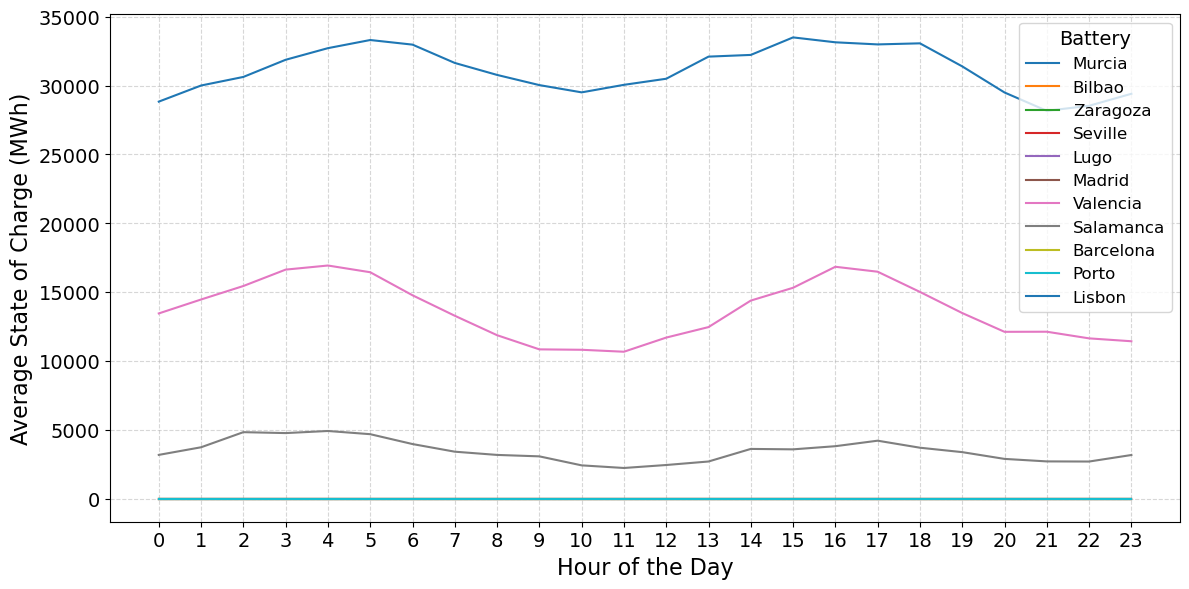 Average State of Charge (MWh)
35000
30000
25000
20000
15000
10000
5000
0
Battery
Murcia
Bilbao
Zaragoza
Seville
Lugo
Madrid
Valencia
Salamanca
Barcelona
Porto
Lisbon
0 1 2 3 4 5 6 7 8 9 10 11 12 13 14 15 16 17 18 19 20 21 22 23
Hour of the Day